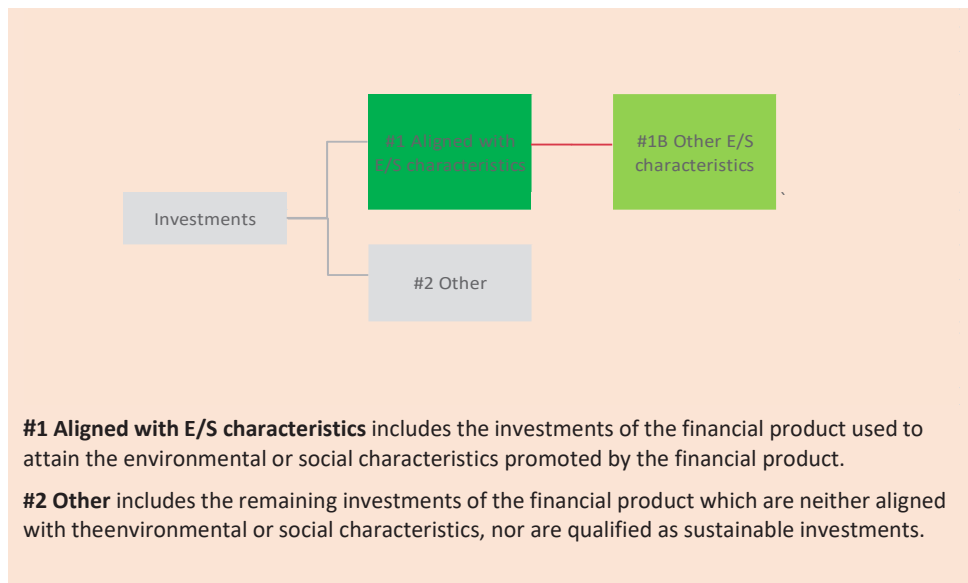 #1 Aligned with
E/S characteristics
#1B Other E/S
characteristics
`
Investments
#2 Other
#1 Aligned with E/S characteristics includes the investments of the financial product used to
attain the environmental or social characteristics promoted by the financial product.
#2 Other includes the remaining investments of the financial product which are neither aligned
with theenvironmental or social characteristics, nor are qualified as sustainable investments.